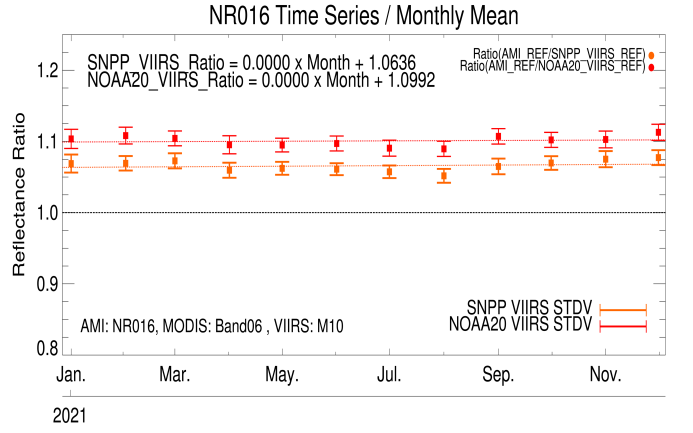 NR016 Time Series / Monthly Mean
SNPP_VIIRS_Ratio = 0.0000 x Month + 1.0636
NOAA20_VIIRS_Ratio = 0.0000 x Month + 1.0992
Ratio(AMI_REF/SNPP_VIIRS_REF)
Ratio(AMI_REF/NOAA20_VIIRS_REF)
Reflectance Ratio
1.2
1.1
1.0
0.9
0.8
SNPP VIIRS STDV
NOAA20 VIIRS STDV
AMI: NR016, MODIS: Band06 , VIIRS: M10
Jan. Mar. May. Jul. Sep. Nov.
2021